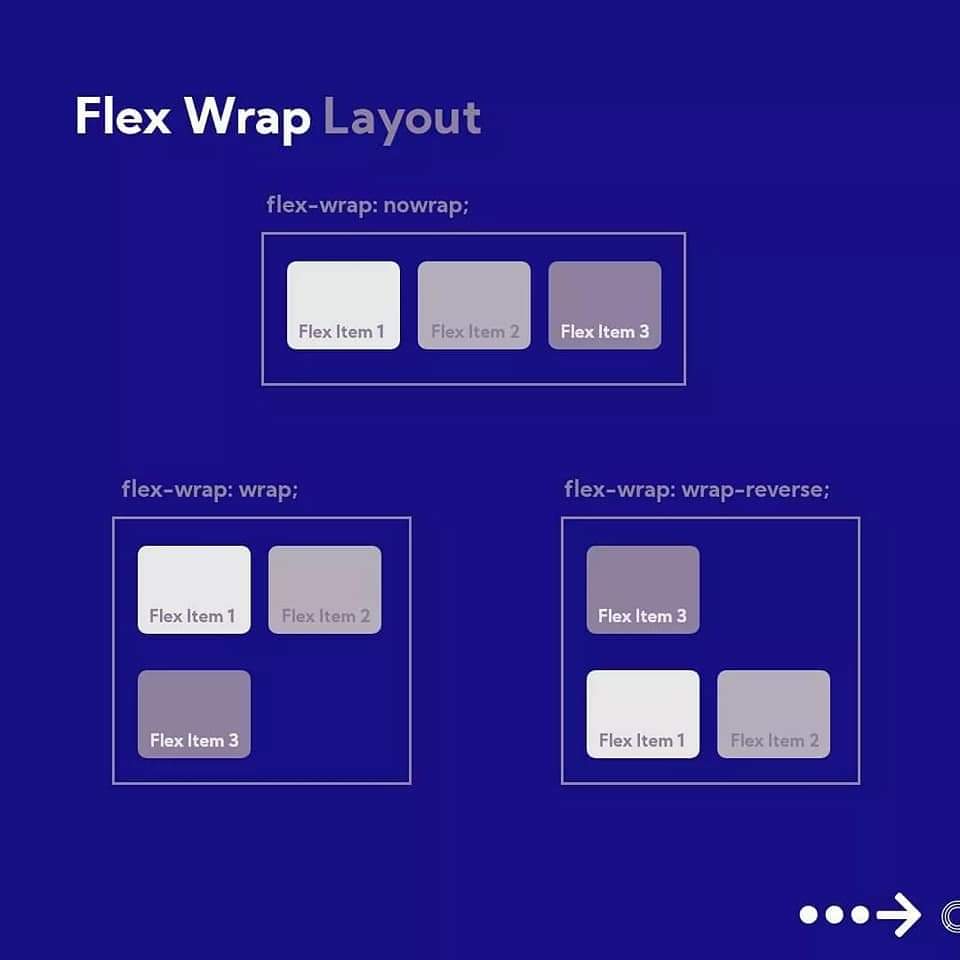 Flex Wrap Layout
flex-wrap: nowrap;
Flex Item 1
Flex Item 2
Flex Item 3
flex-wrap: wrap;
Flex Item 1
Flex Item 2
Flex Item 3
flex-wrap: wrap-reverse;
Flex Item 3
Flex Item 1
Flex Item 2